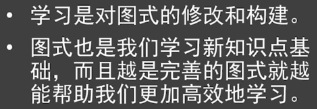 • 学习是对图式的修改和构建。
• 图式也是我们学习新知识点基
础，而且越是完善的图式就越
能帮助我们更加高效地学习。